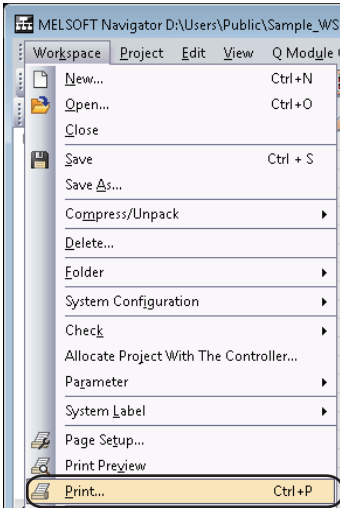 MELSOFT Navigator D:\Users\Public\Sample_WS
Workspace Project Edit View Q Module
New... Ctrl+N
Open... Ctrl+O
Close
Save Ctrl + S
Save As...
Compress/Unpack
Delete...
Folder
System Configuration
Check
Allocate Project With The Controller...
Parameter
System Label
Page Setup...
Print Preview
Print... Ctrl+P